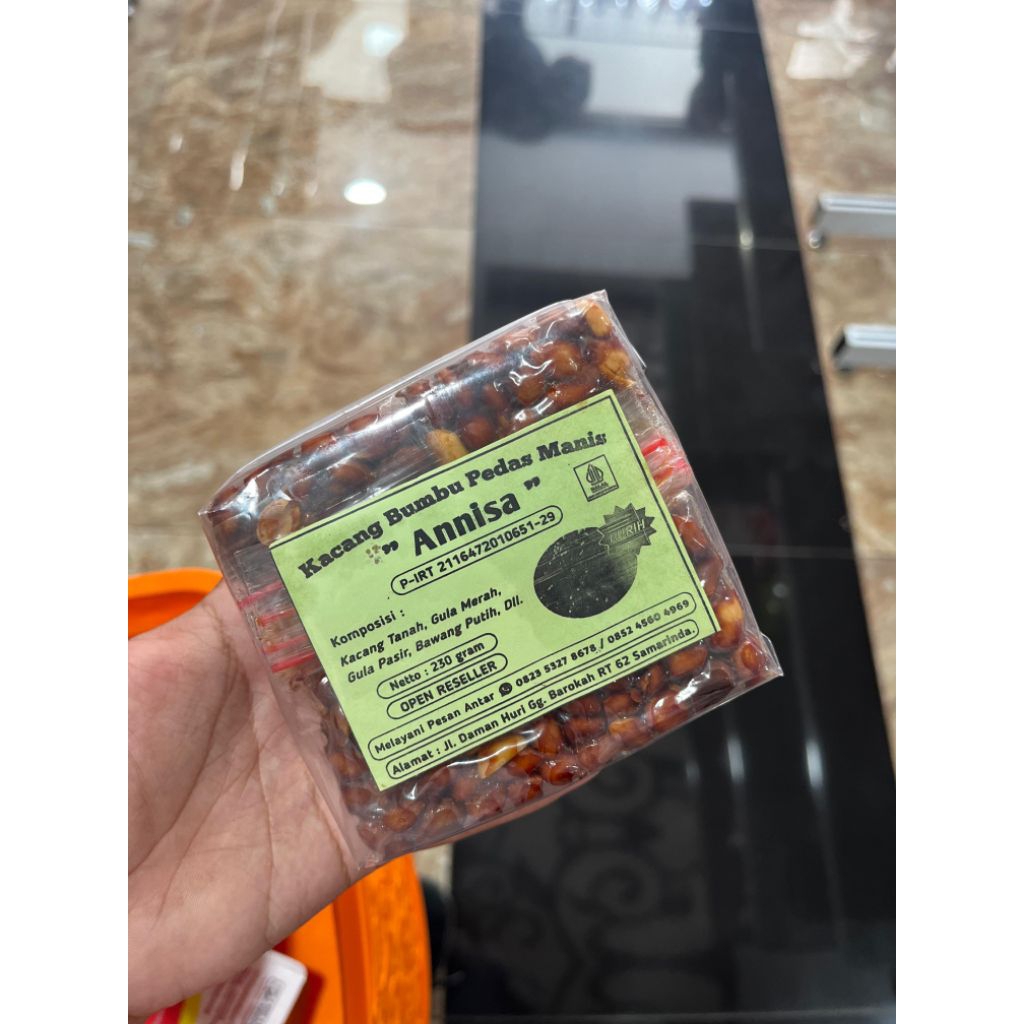 Kacang Bumbu Pedas Manis
" Annisa "
P-IRT 2116472010651-29
GURIH
Komposisi :
Kacang Tanah, Gula Merah,
Gula Pasir, Bawang Putih, Dll.
Netto : 230 gram
OPEN RESELLER
Melayani Pesan Antar 0823 5327 8678 / 0852 4560 4969
Alamat : Jl. Daman Huri Gg. Barokah RT 62 Samarinda.